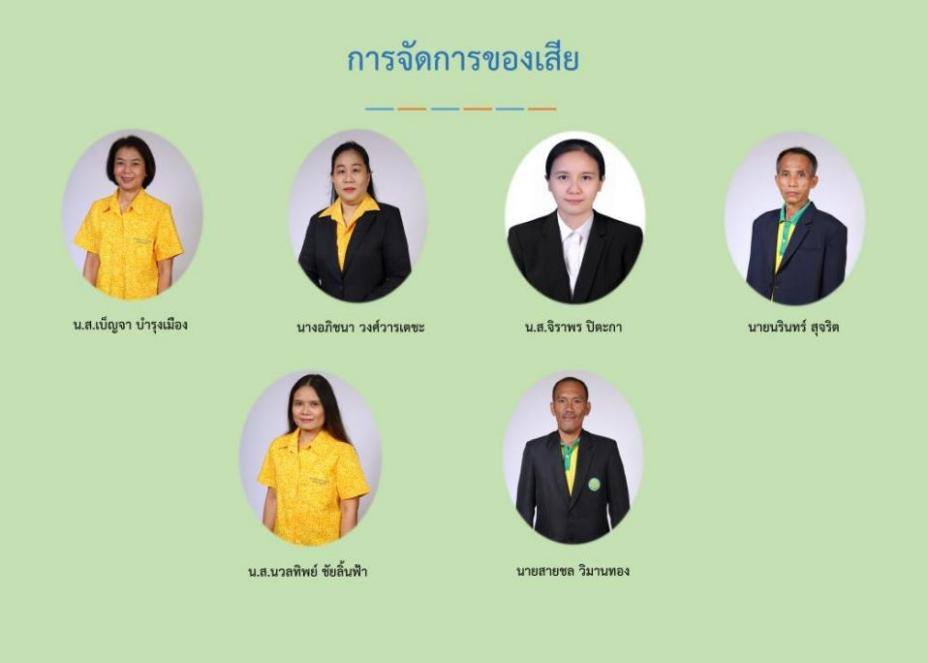 การจัดการของเสีย
น.ส.เบ็ญจา บำรุงเมือง
นางอภิชนา วงศ์วารเตชะ
น.ส.จิราพร ปิตะกา
นายนรินทร์ สุจริต
น.ส.นวลทิพย์ ชัยลิ้นฟ้า
นายสายชล วิมานทอง